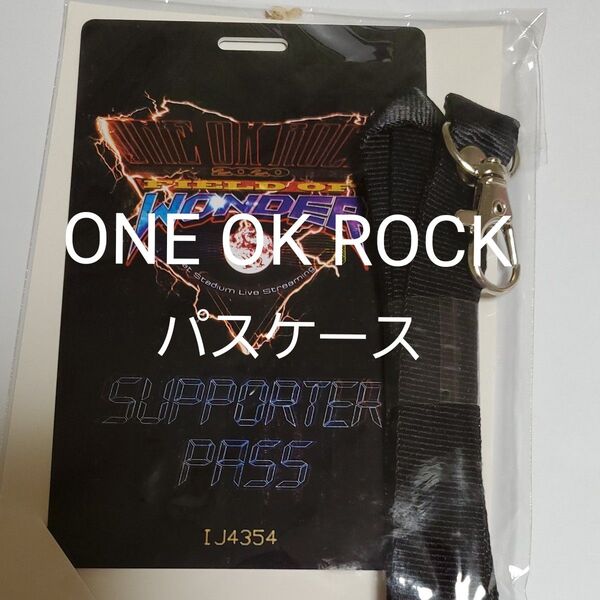 ONE OK ROCK
2020
FIELD OF
WONDER
ONE OK ROCK
パスケース
at Stadium Live Streaming
SUPPORTER
PASS
IJ4354